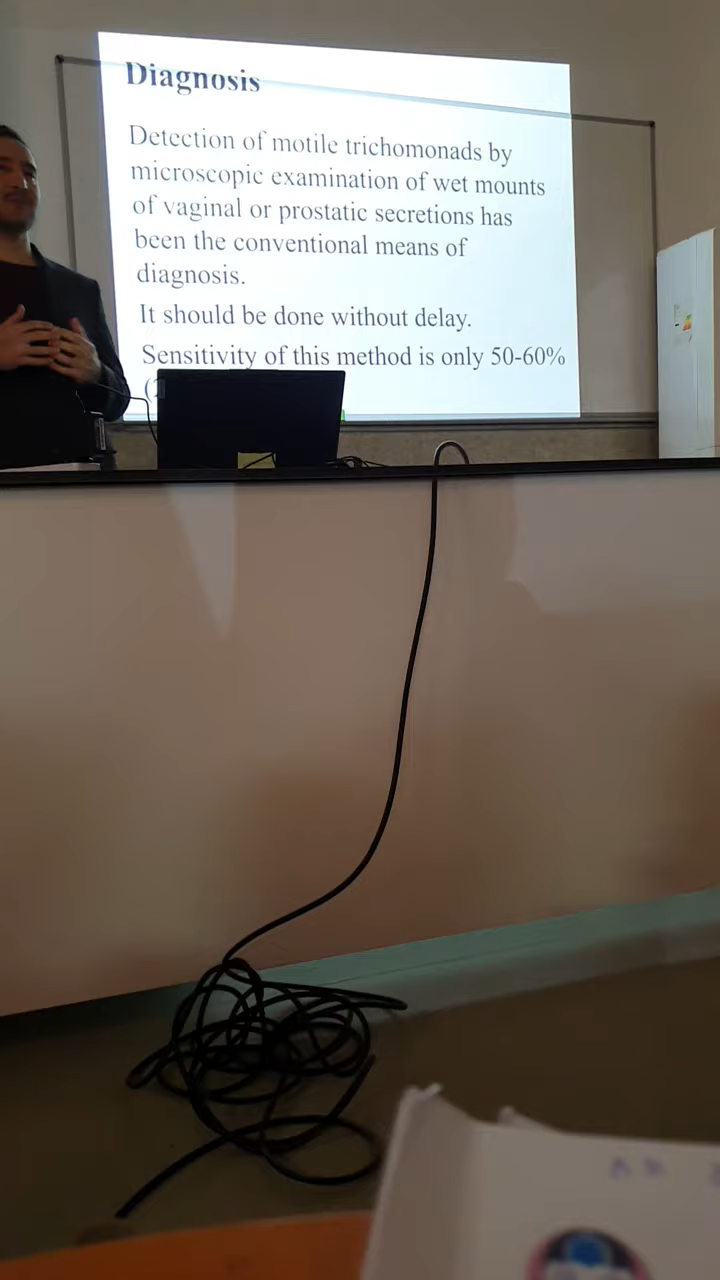 Diagnosis
Detection of motile trichomonads by
microscopic examination of wet mounts
of vaginal or prostatic secretions has
been the conventional means of
diagnosis.
It should be done without delay.
Sensitivity of this method is only 50-60%